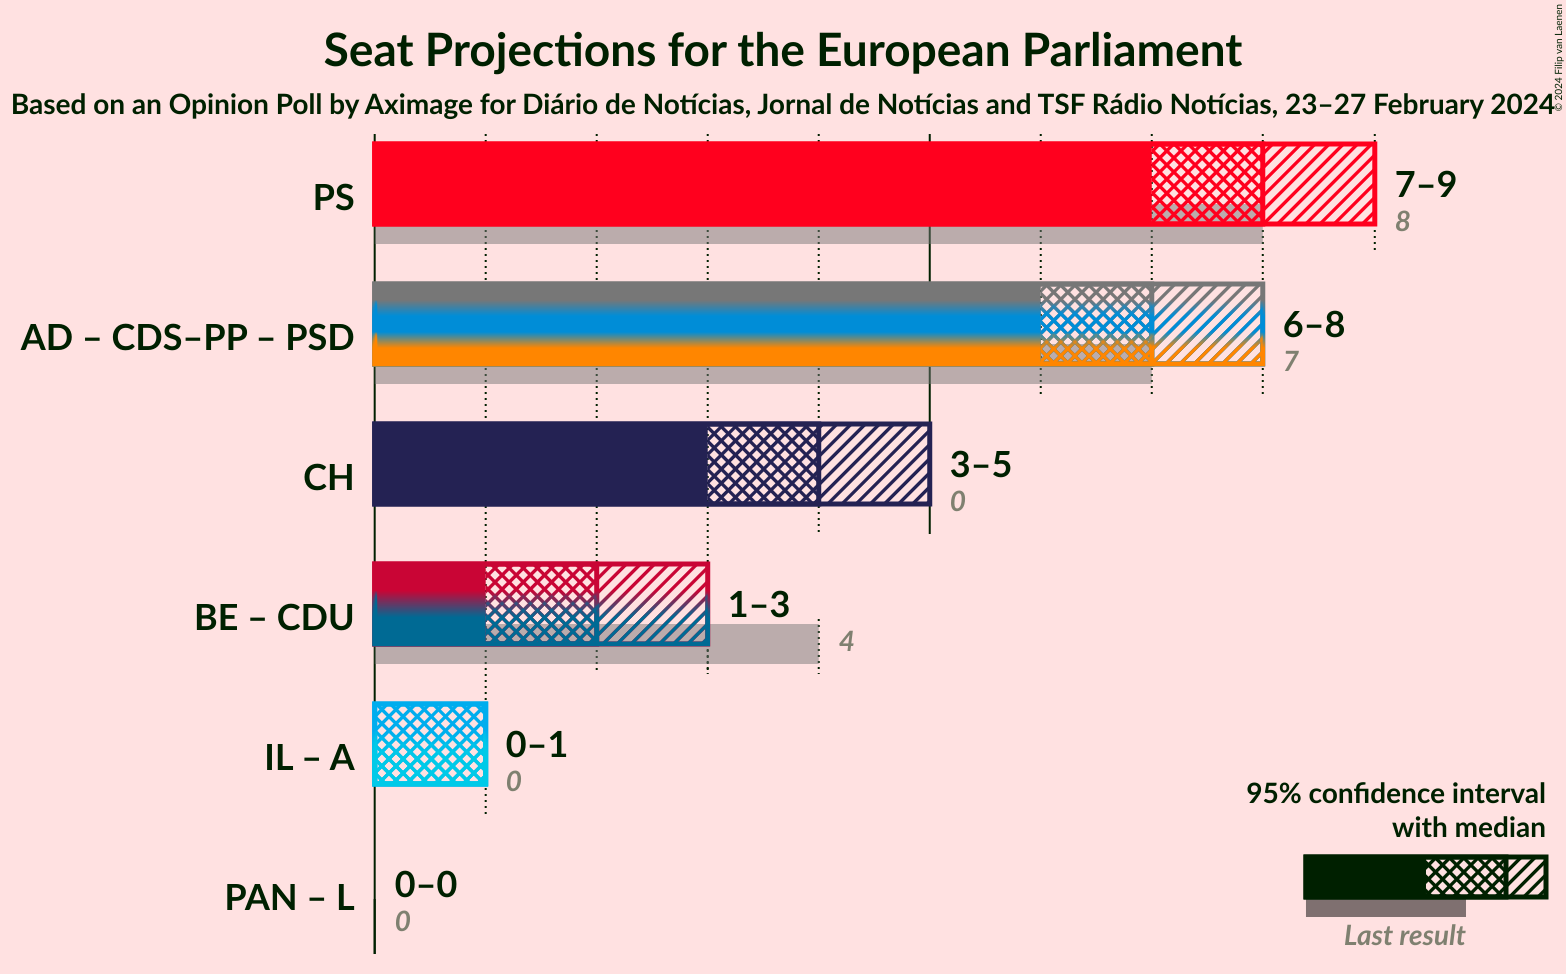 Seat Projections for the European Parliament
Based on an Opinion Poll by Aximage for Diário de Notícias, Jornal de Notícias and TSF Rádio Notícias, 23–27 February 2024
© 2024 Filip van Laenen
PS
7–9
8
AD – CDS–PP – PSD
6–8
7
CH
3–5
0
BE – CDU
1–3
4
IL – A
0–1
0
PAN – L
0–0
0
95% confidence interval
with median
Last result